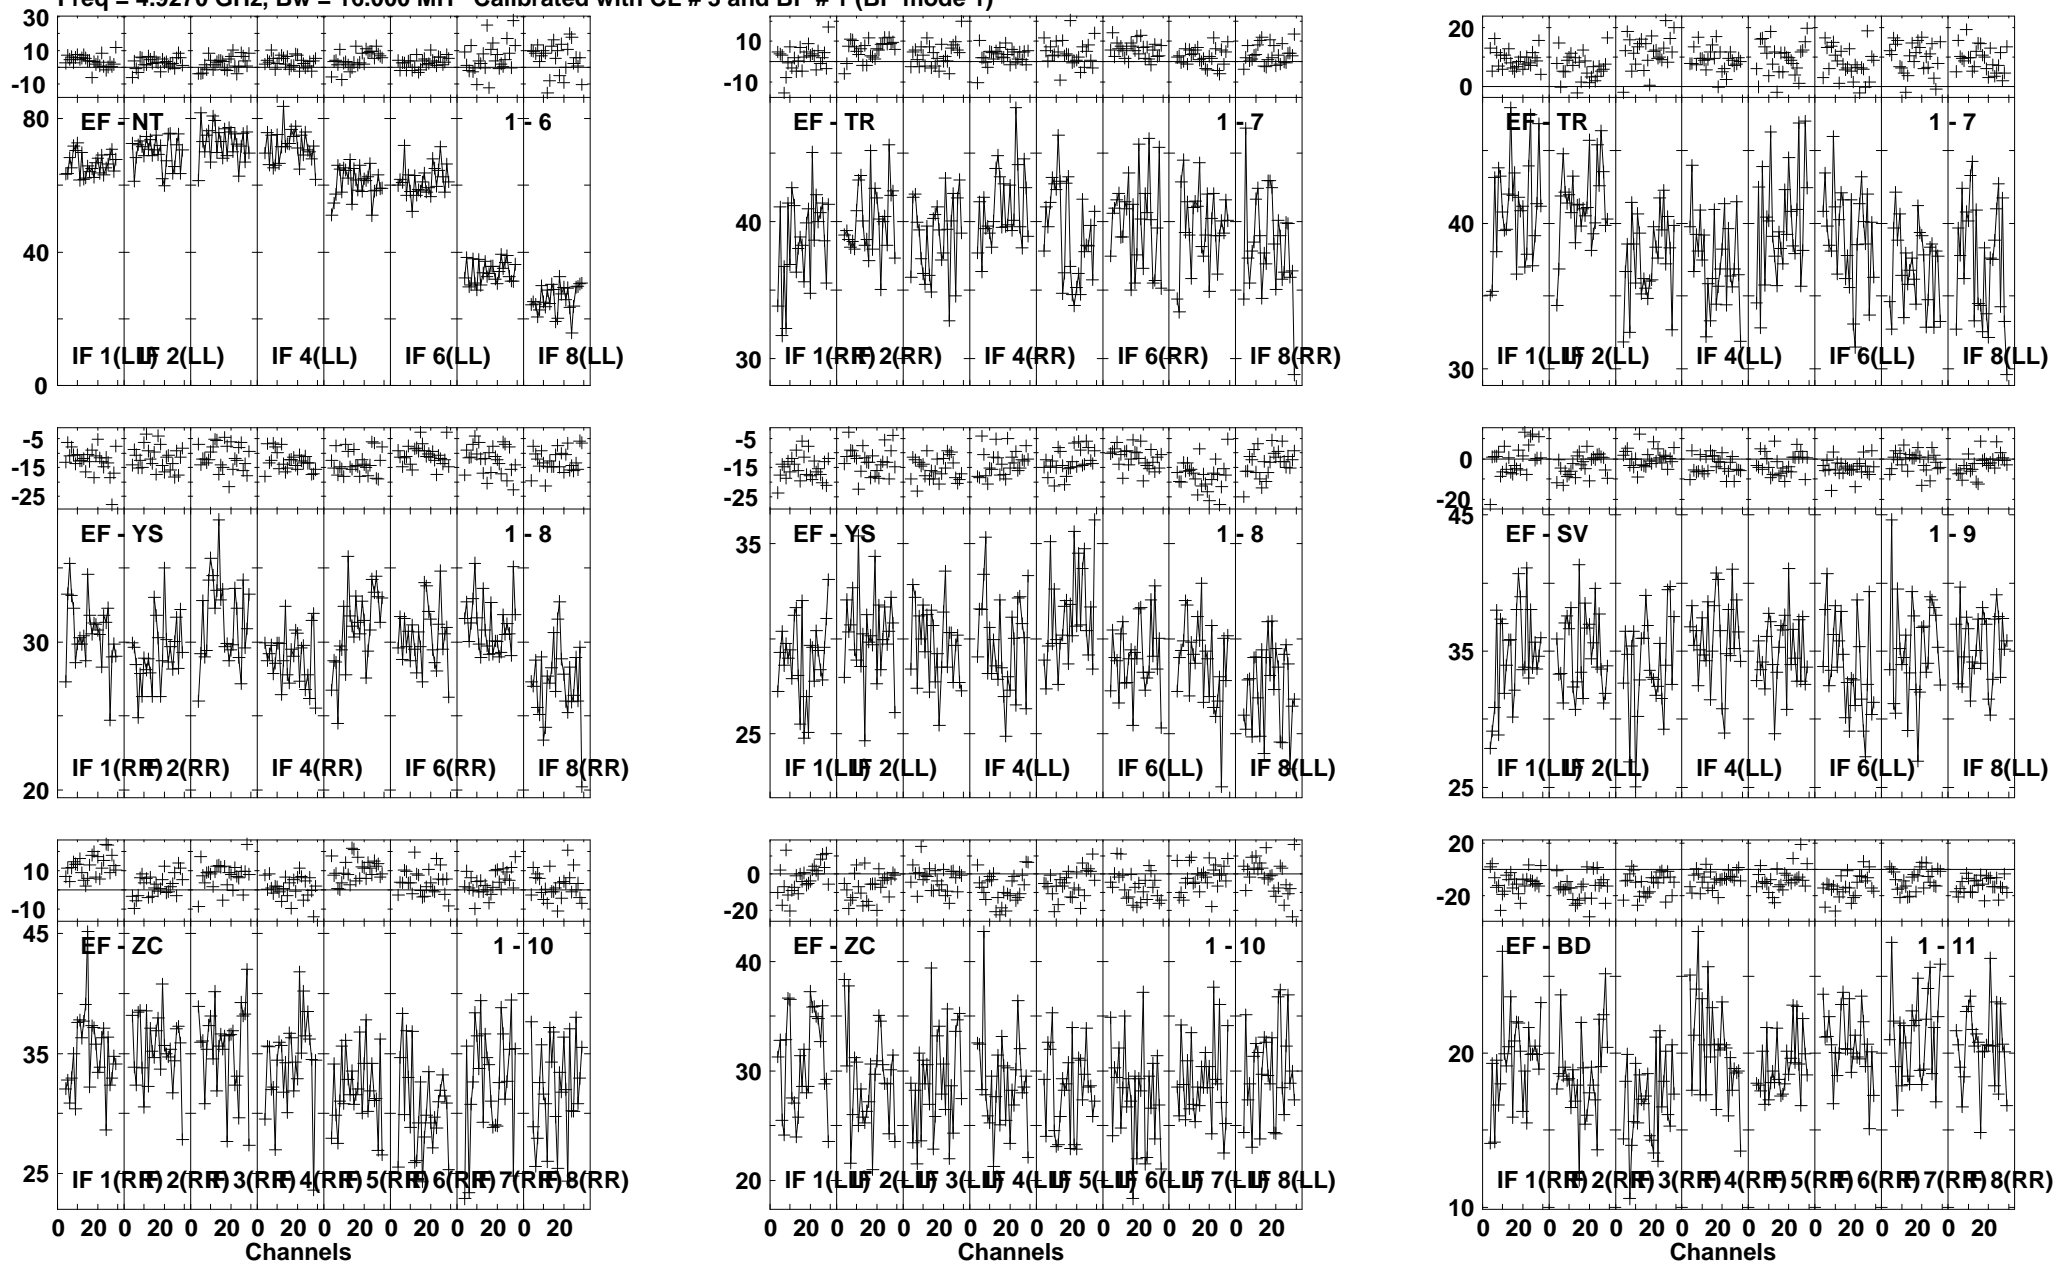 Freq = 4.9270 GHz, Bw = 16.000 MH Calibrated with CL # 3 and BP # 1 (BP mode 1)
30
10
-10
10
-10
20
0
80
40
20
0
EF - NT
1 - 6
IF 1(LL) IF 2(LL) IF 4(LL) IF 6(LL) IF 8(LL)
40
30
EF - TR
1 - 7
IF 1(RR) IF 2(RR) IF 4(RR) IF 6(RR) IF 8(RR)
40
30
EF - TR
1 - 7
IF 1(LL) IF 2(LL) IF 4(LL) IF 6(LL) IF 8(LL)
-5
-15
-25
30
20
EF - YS
1 - 8
IF 1(RR) IF 2(RR) IF 4(RR) IF 6(RR) IF 8(RR)
-5
-15
-25
35
25
EF - YS
1 - 8
IF 1(LL) IF 2(LL) IF 4(LL) IF 6(LL) IF 8(LL)
0
-20
45
35
25
EF - SV
1 - 9
IF 1(LL) IF 2(LL) IF 4(LL) IF 6(LL) IF 8(LL)
10
-10
45
35
25
EF - ZC
1 - 10
IF 1(RR) IF 2(RR) IF 3(RR) IF 4(RR) IF 5(RR) IF 6(RR) IF 7(RR) IF 8(RR)
0 20 0 20 0 20 0 20 0 20 0 20 0 20 0 20
Channels
0
-20
40
30
20
EF - ZC
1 - 10
IF 1(LL) IF 2(LL) IF 3(LL) IF 4(LL) IF 5(LL) IF 6(LL) IF 7(LL) IF 8(LL)
0 20 0 20 0 20 0 20 0 20 0 20 0 20 0 20
Channels
20
-20
20
10
EF - BD
1 - 11
IF 1(RR) IF 2(RR) IF 3(RR) IF 4(RR) IF 5(RR) IF 6(RR) IF 7(RR) IF 8(RR)
0 20 0 20 0 20 0 20 0 20 0 20 0 20 0 20
Channels